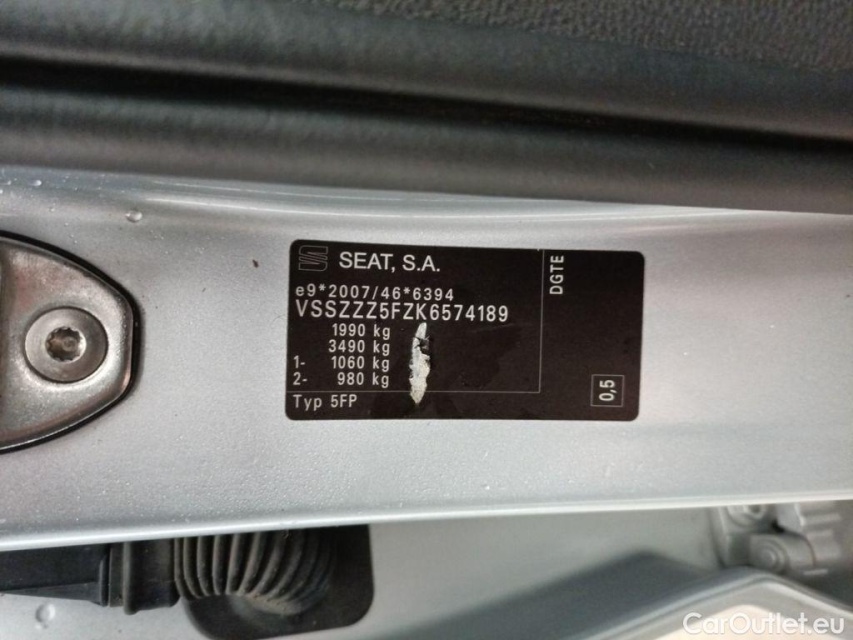 SEAT, S.A.
e9*2007/46*6394
VSSZZZ5FZK6574189
1990 kg
3490 kg
1- 1060 kg
2- 980 kg
Typ 5FP
DGTE
0,5
CarOutlet.eu